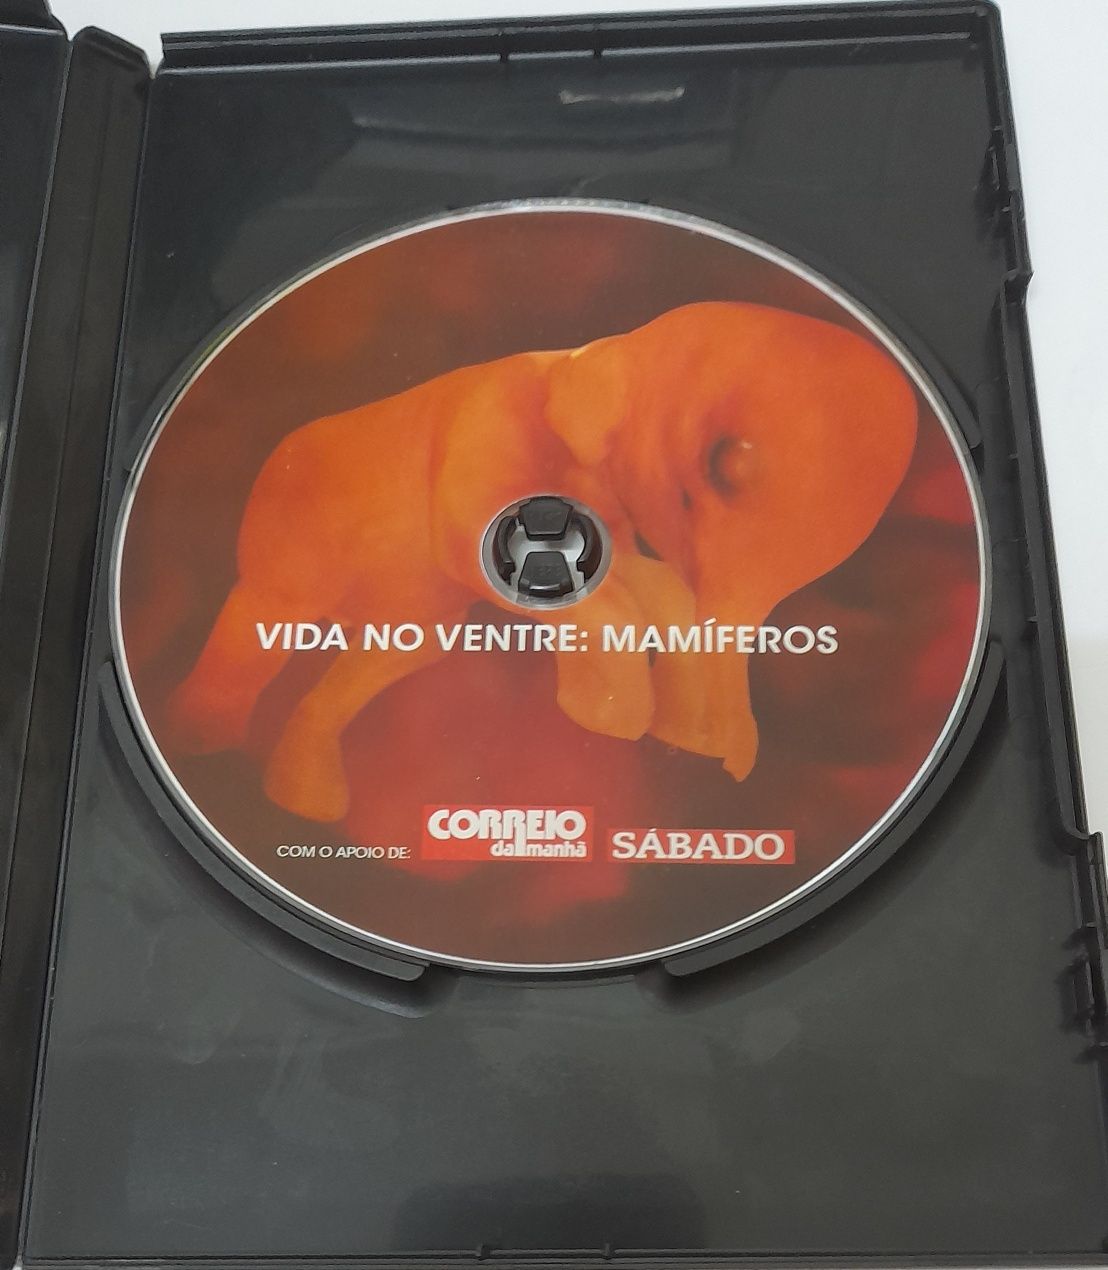 VIDA NO VENTRE: MAMÍFEROS
COM O APOIO DE:
CORREIO
da manhã
SÁBADO